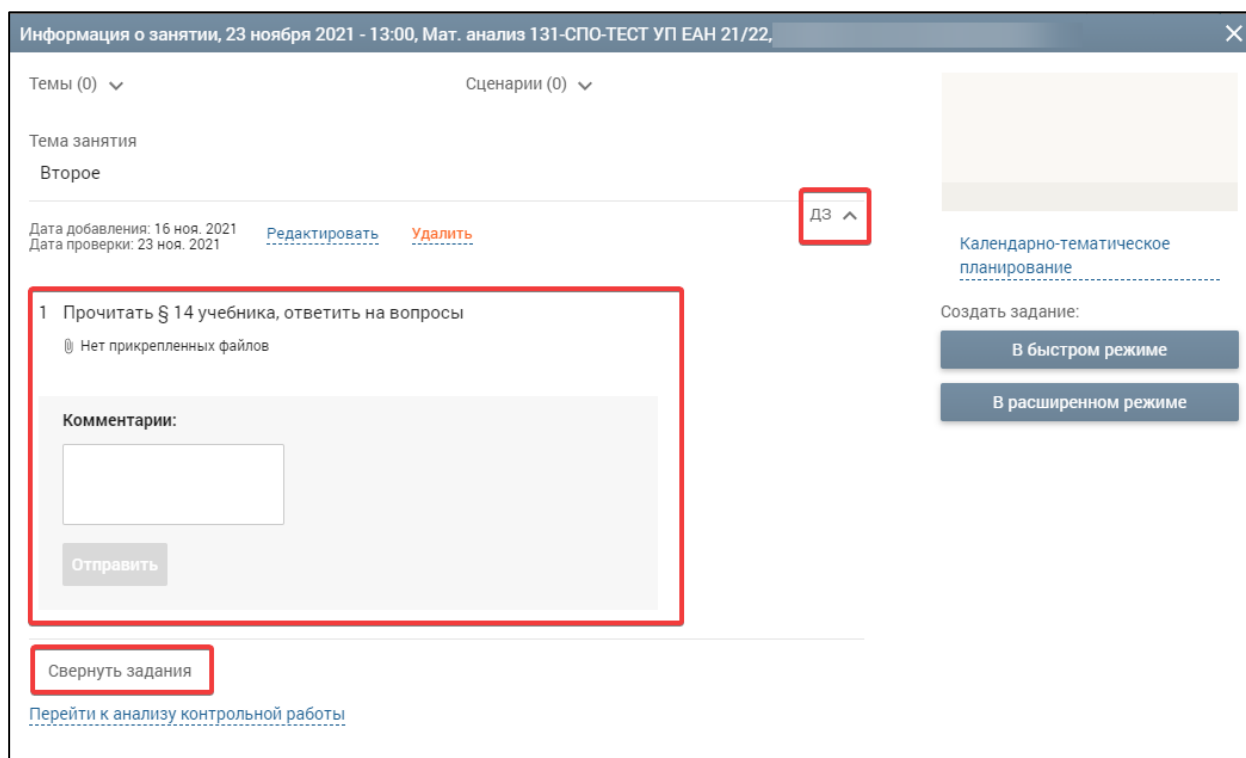 Информация о занятии, 23 ноября 2021 - 13:00, Мат. анализ 131-СПО-ТЕСТ УП ЕАН 21/22,
Темы (0)
Сценарии (0)
Тема занятия
Второе
ДЗ
Дата добавления: 16 ноя. 2021
Дата проверки: 23 ноя. 2021
Редактировать
Удалить
1 Прочитать § 14 учебника, ответить на вопросы
Нет прикрепленных файлов
Комментарии:
Отправить
Свернуть задания
Перейти к анализу контрольной работы
Календарно-тематическое
планирование
Создать задание:
В быстром режиме
В расширенном режиме